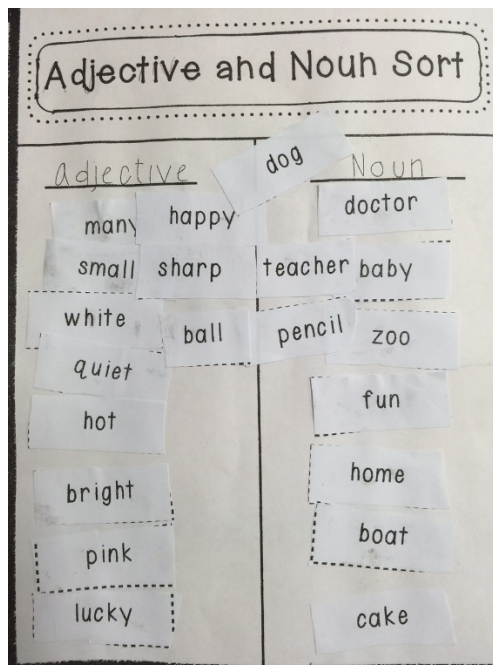 Adjective and Noun Sort
adjective
Noun
dog
many
happy
doctor
small
sharp
teacher
baby
white
ball
pencil
zoo
quiet
hot
fun
bright
home
pink
boat
lucky
cake